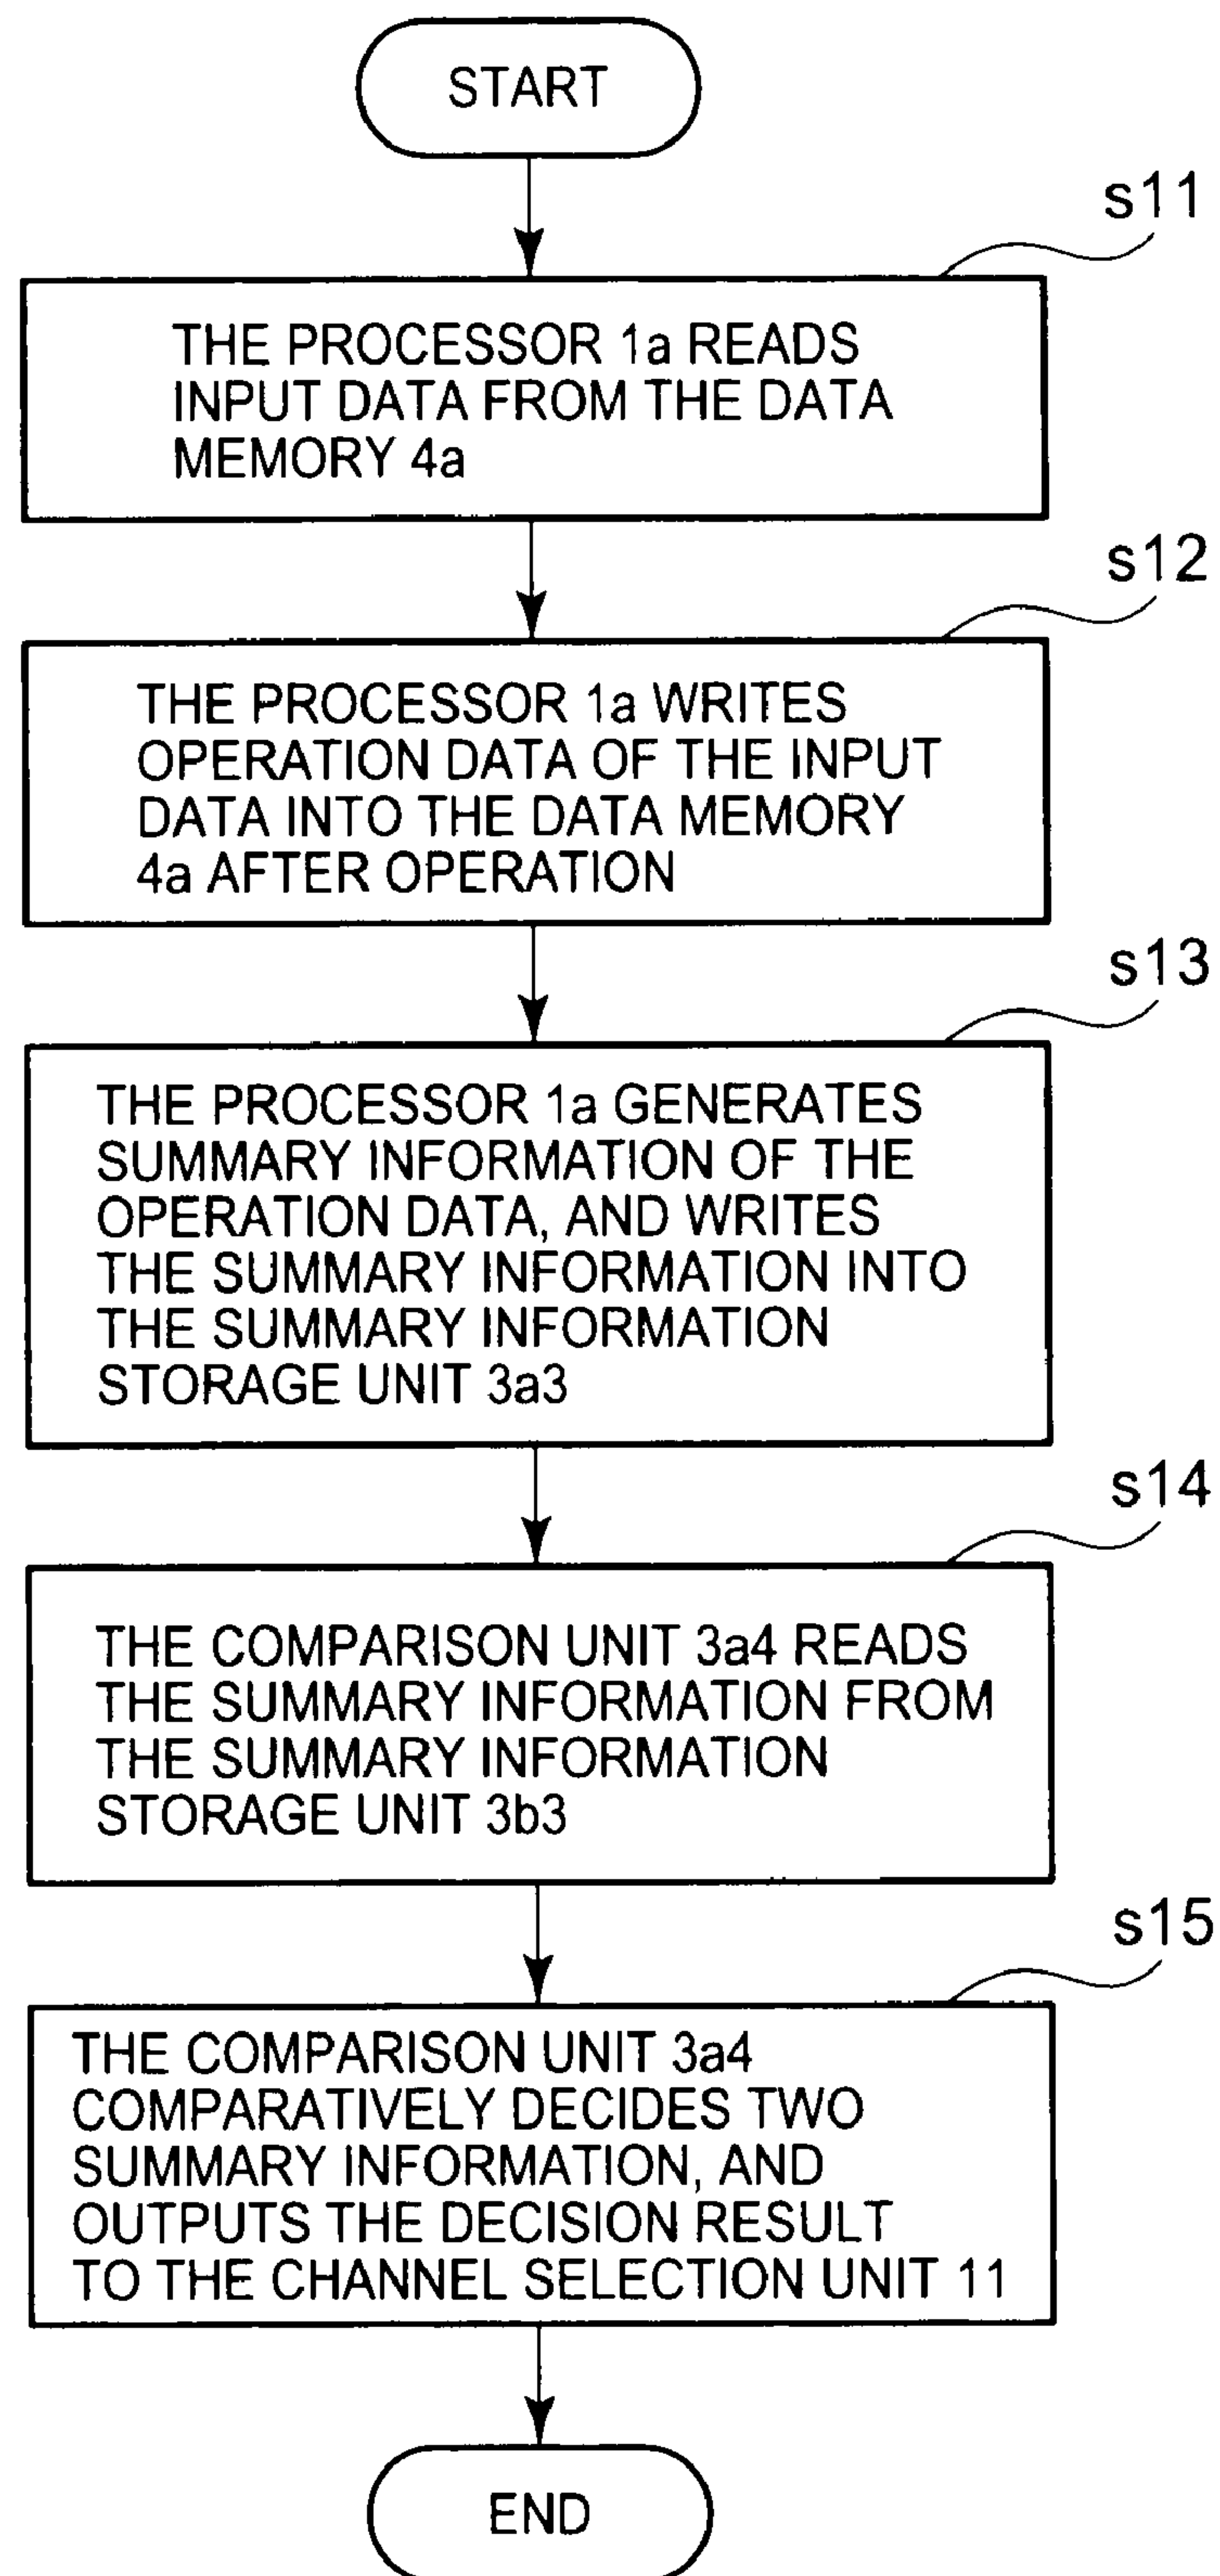 START
s11
THE PROCESSOR 1a READS
INPUT DATA FROM THE DATA
MEMORY 4a
s12
THE PROCESSOR 1a WRITES
OPERATION DATA OF THE INPUT
DATA INTO THE DATA MEMORY
4a AFTER OPERATION
s13
THE PROCESSOR 1a GENERATES
SUMMARY INFORMATION OF THE
OPERATION DATA, AND WRITES
THE SUMMARY INFORMATION INTO
THE SUMMARY INFORMATION
STORAGE UNIT 3a3
s14
THE COMPARISON UNIT 3a4 READS
THE SUMMARY INFORMATION FROM
THE SUMMARY INFORMATION
STORAGE UNIT 3b3
s15
THE COMPARISON UNIT 3a4
COMPARATIVELY DECIDES TWO
SUMMARY INFORMATION, AND
OUTPUTS THE DECISION RESULT
TO THE CHANNEL SELECTION UNIT 11
END